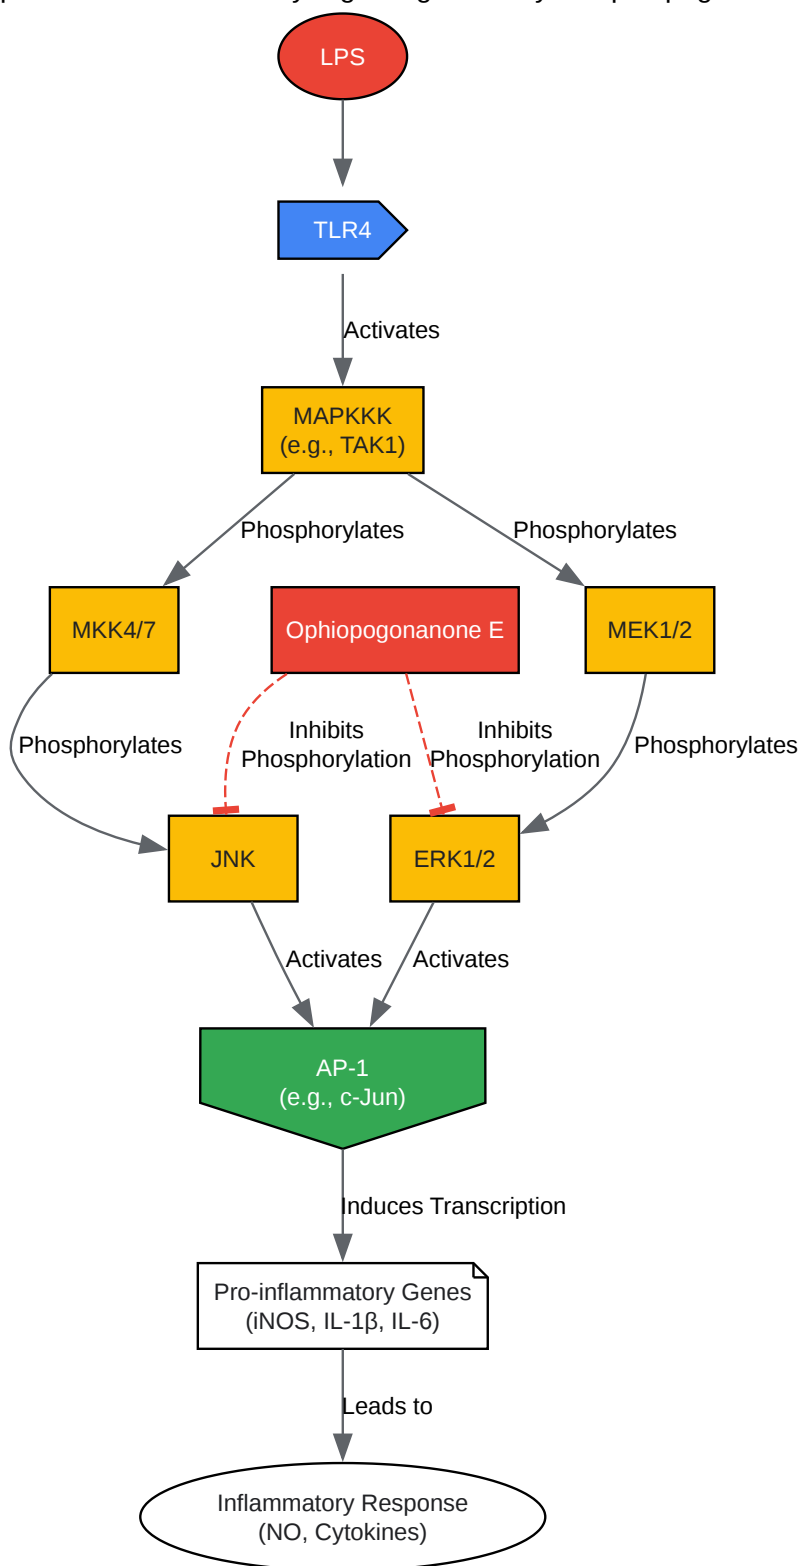 LPS
TLR4
Activates
MAPKKK
(e.g., TAK1)
Phosphorylates
Phosphorylates
MKK4/7
Ophiopogonanone E
MEK1/2
Phosphorylates
Inhibits
Phosphorylation
Inhibits
Phosphorylation
Phosphorylates
JNK
ERK1/2
Activates
Activates
AP-1
(e.g., c-Jun)
Induces Transcription
Pro-inflammatory Genes
(iNOS, IL-1β, IL-6)
Leads to
Inflammatory Response
(NO, Cytokines)